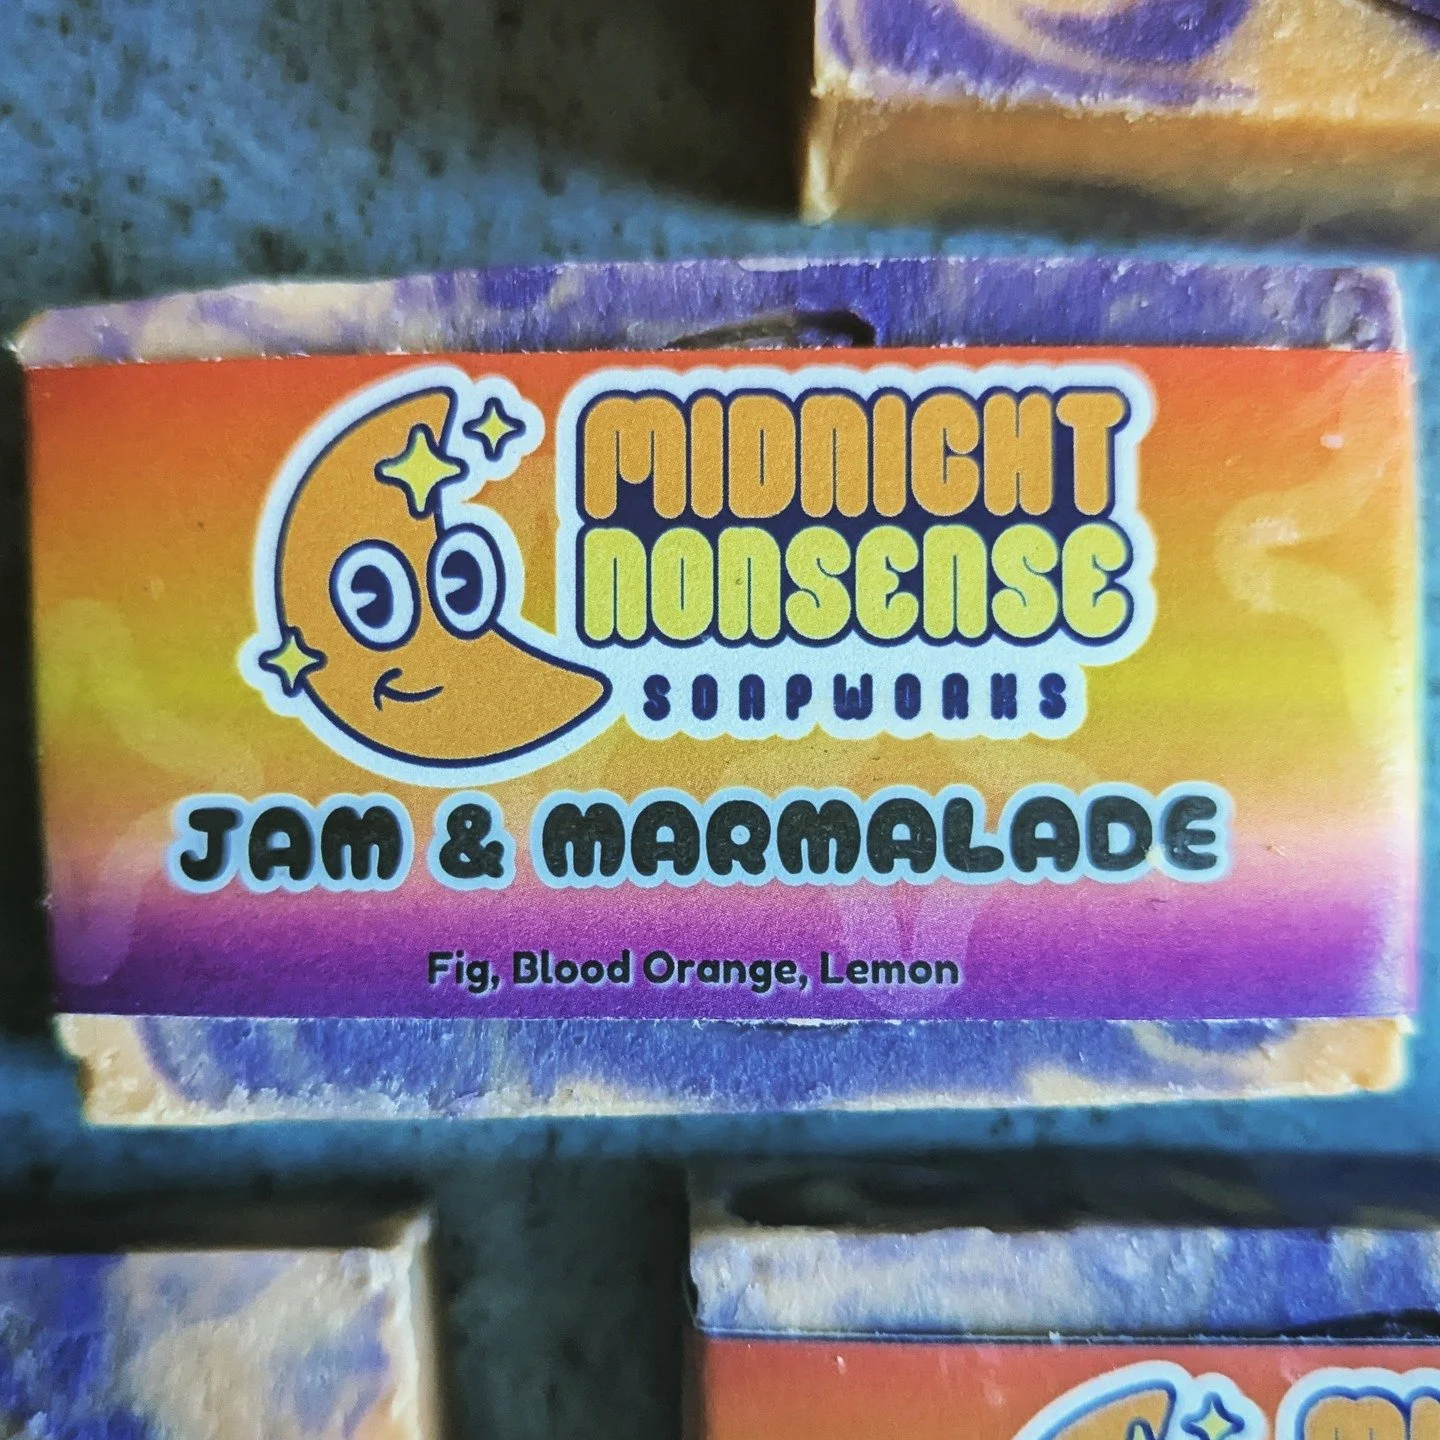 MIDNIGHT
NONSENSE
SOAPWORKS
JAM & MARMALADE
Fig, Blood Orange, Lemon